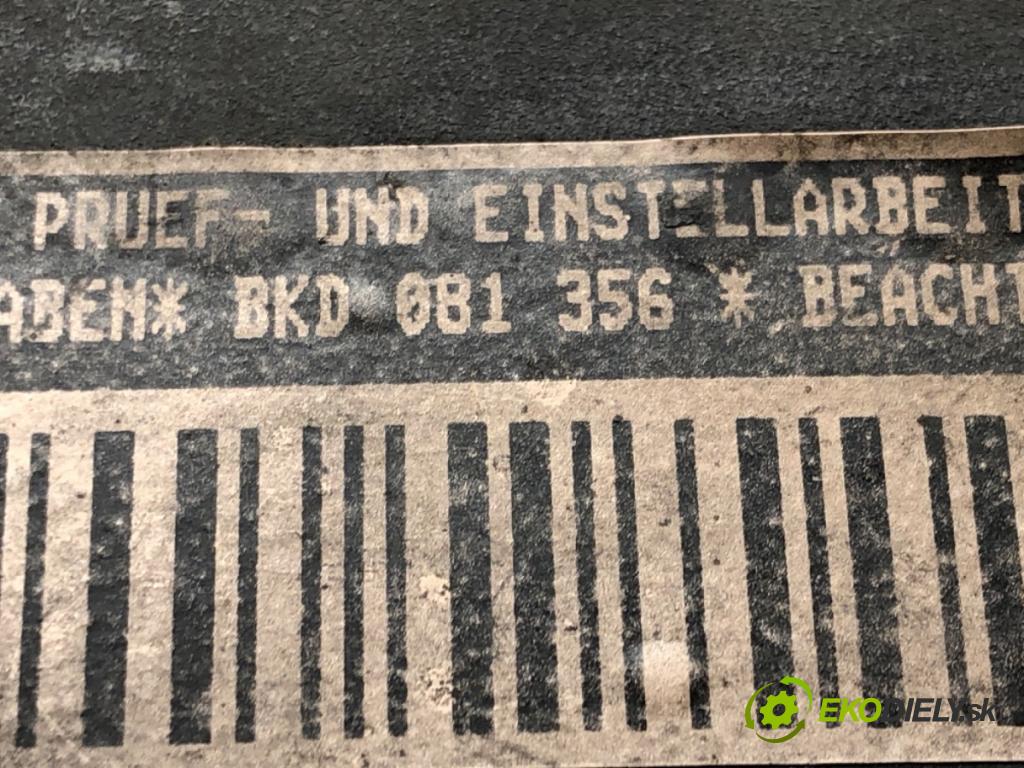 PRUEF- UND EINSTELLARBEIT
ABEN* BKD 081 356 * BEACHT
EKODIELY.sk